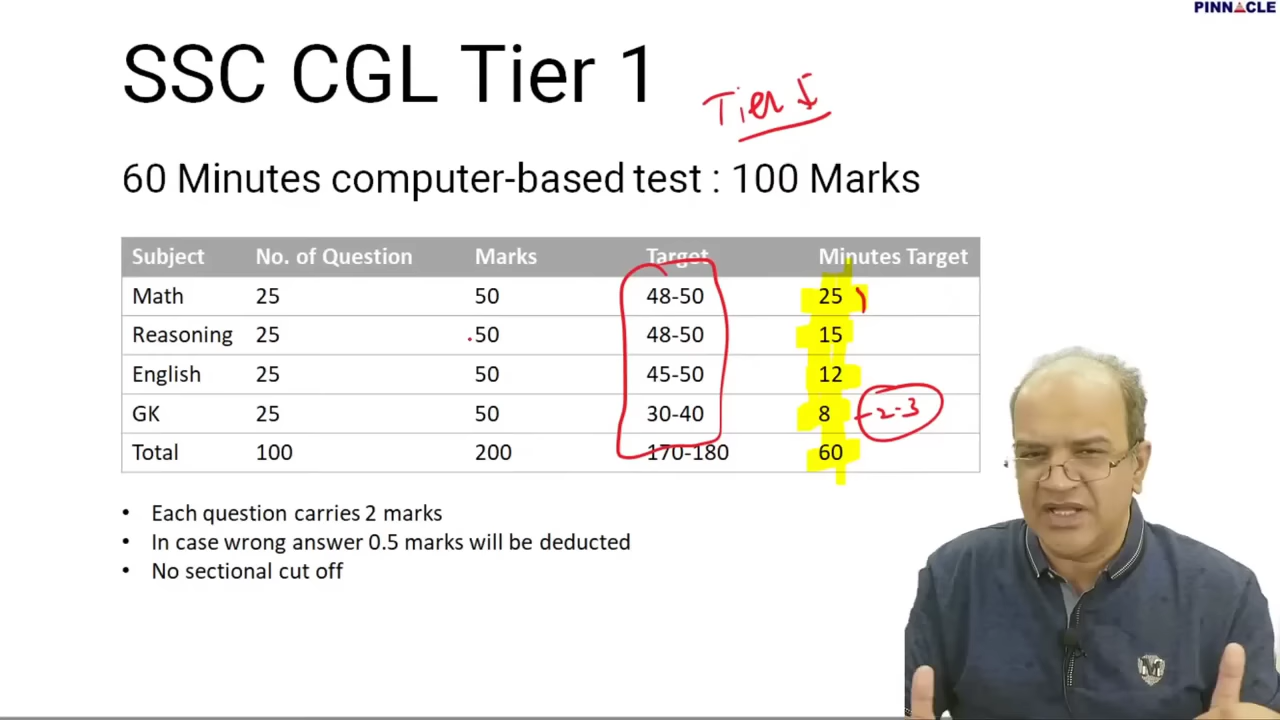 PINNACLE
SSC CGL Tier 1
Tier I
60 Minutes computer-based test : 100 Marks
Subject No. of Question Marks Target Minutes Target
Math 25 50 48-50 25
Reasoning 25 50 48-50 15
English 25 50 45-50 12
GK 25 50 30-40 8 2-3
Total 100 200 170-180 60
• Each question carries 2 marks
• In case wrong answer 0.5 marks will be deducted
• No sectional cut off
M